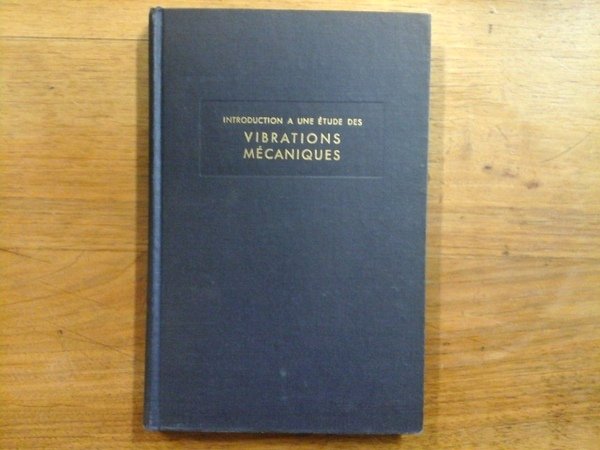 INTRODUCTION A UNE ÉTUDE DES
VIBRATIONS
MÉCANIQUES